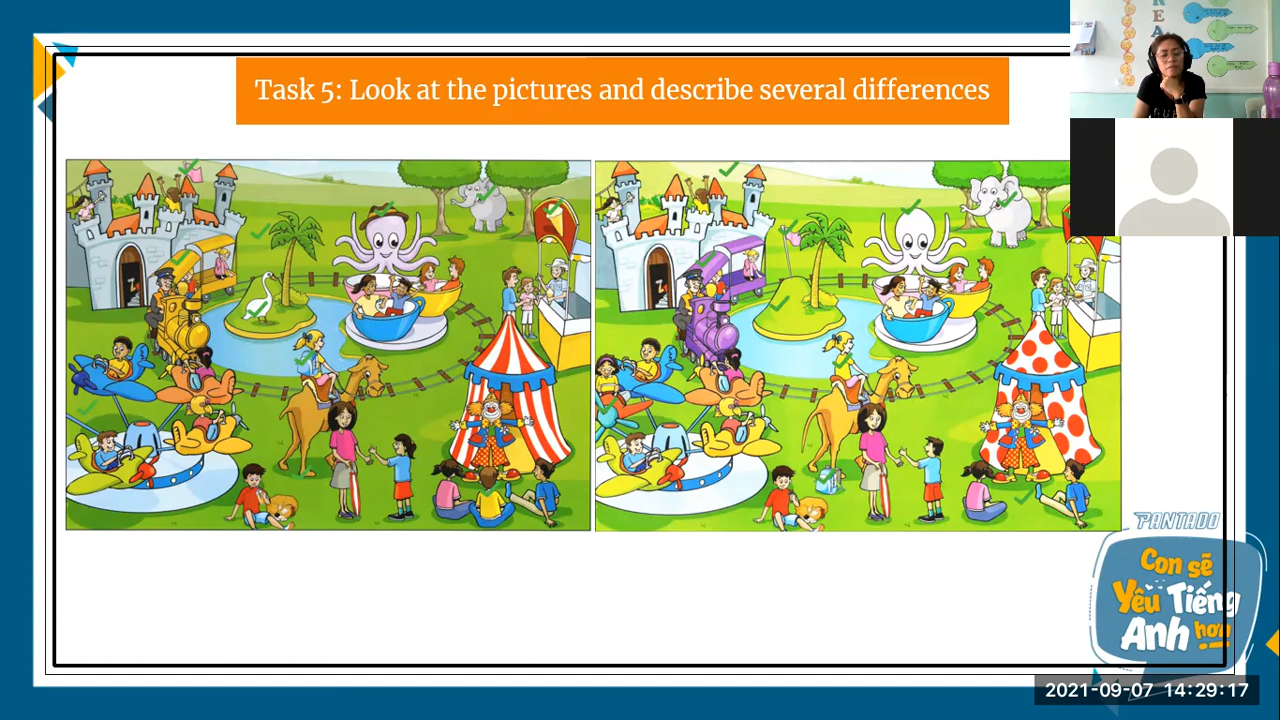 Task 5: Look at the pictures and describe several differences
R
E
A
PANTADO
Con sẽ
Yêu Tiếng
Anh hơn
2021-09-07 14:29:17